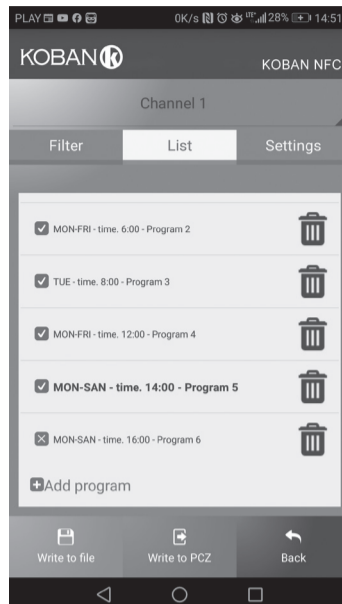 PLAY 0K/s LTE 28% 14:51
KOBAN K KOBAN NFC
Channel 1
Filter List Settings
MON-FRI - time. 6:00 - Program 2
TUE - time. 8:00 - Program 3
MON-FRI - time. 12:00 - Program 4
MON-SAN - time. 14:00 - Program 5
MON-SAN - time. 16:00 - Program 6
Add program
Write to file Write to PCZ Back